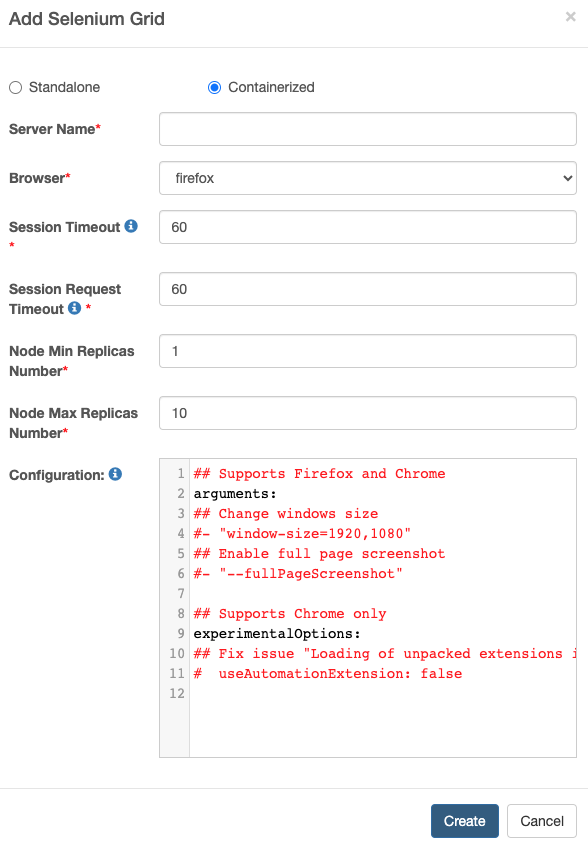 Add Selenium Grid
×
Standalone
Containerized
Server Name*
Browser*
firefox
Session Timeout
*
60
Session Request
Timeout *
60
Node Min Replicas
Number*
1
Node Max Replicas
Number*
10
Configuration:
1 ## Supports Firefox and Chrome
2 arguments:
3 ## Change windows size
4 #- "window-size=1920,1080"
5 ## Enable full page screenshot
6 #- "--fullPageScreenshot"
7
8 ## Supports Chrome only
9 experimentalOptions:
10 ## Fix issue "Loading of unpacked extensions i
11 #  useAutomationExtension: false
12
Create
Cancel